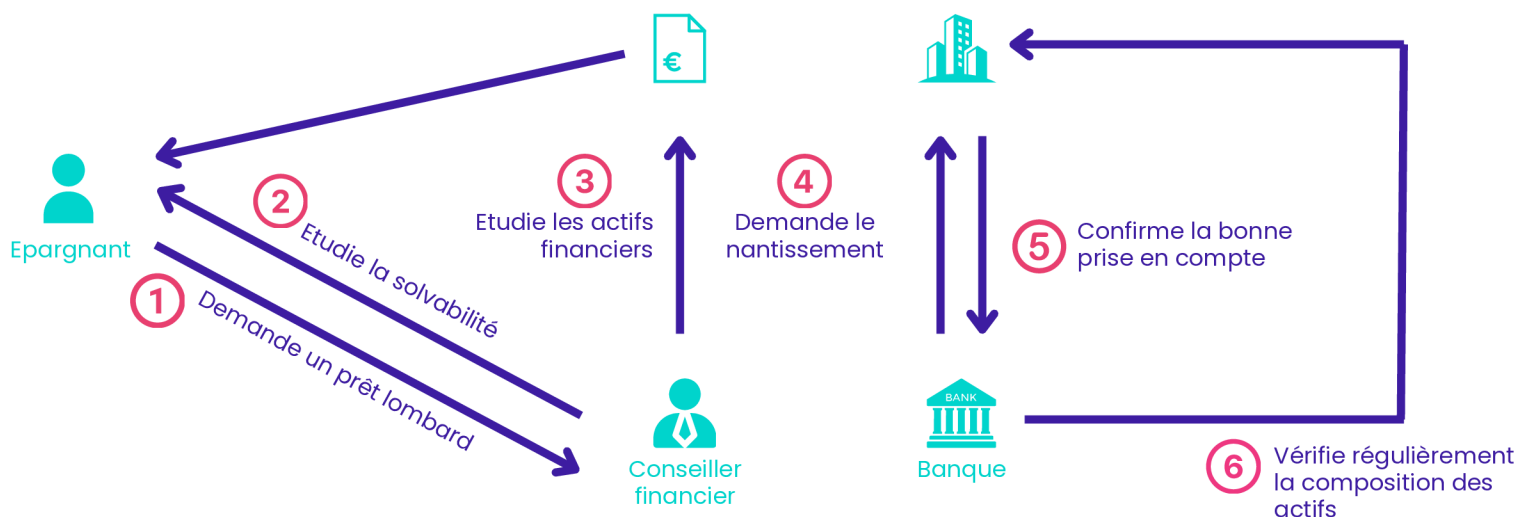 €
Epargnant
1
Demande un prêt lombard
2
Etudie la solvabilité
3
Etudie les actifs
financiers
4
Demande le
nantissement
5
Confirme la bonne
prise en compte
Conseiller
financier
BANK
Banque
6
Vérifie régulièrement
la composition des
actifs